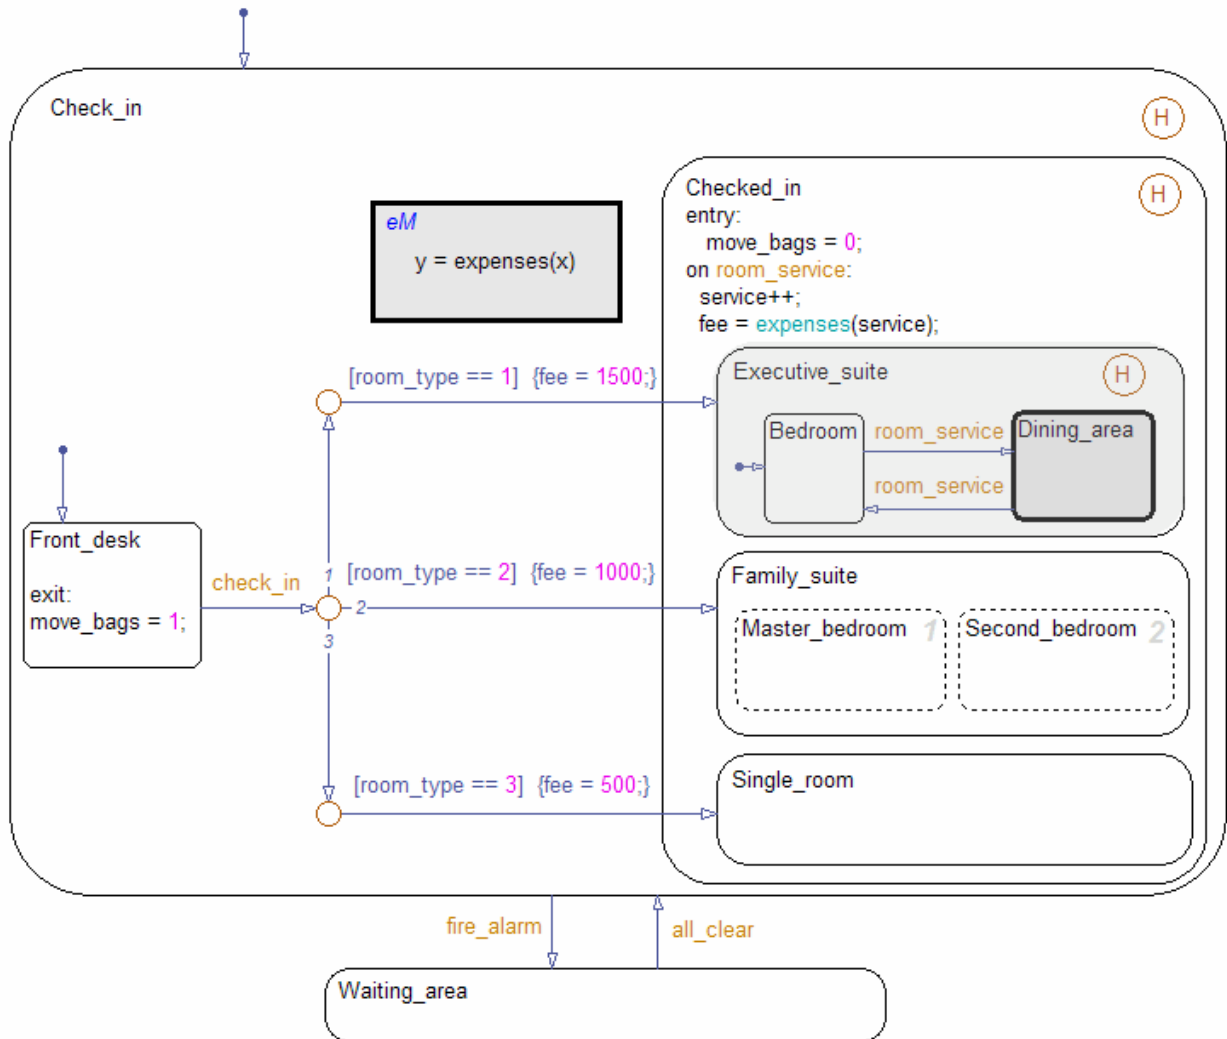 Check_in
H
Checked_in
H
entry:
move_bags = 0;
on room_service:
service++;
fee = expenses(service);
eM
y = expenses(x)
[room_type == 1] {fee = 1500;}
Executive_suite
H
Bedroom
room_service
Dining_area
room_service
Front_desk
exit:
move_bags = 1;
check_in
1
2
3
[room_type == 2] {fee = 1000;}
Family_suite
Master_bedroom 1
Second_bedroom 2
[room_type == 3] {fee = 500;}
Single_room
fire_alarm
all_clear
Waiting_area